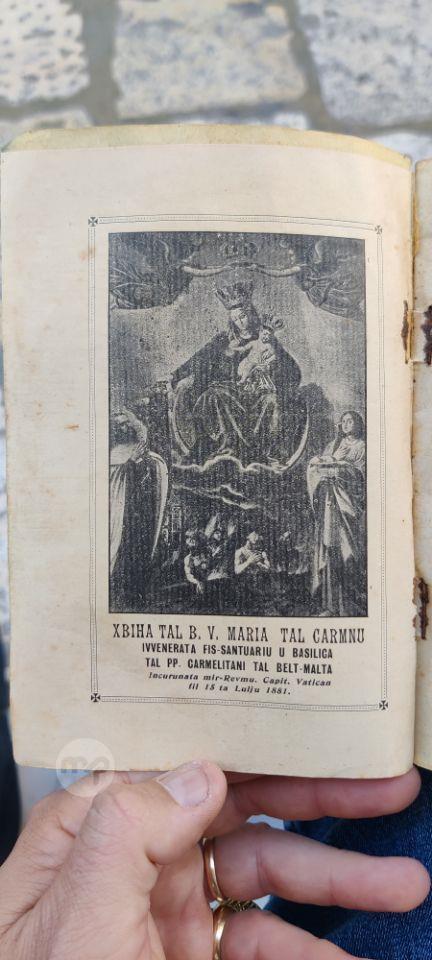 XBIHA TAL B. V. MARIA TAL CARMNU
IVVENERATA FIS-SANTUARIU U BASILICA
TAL PP. CARMELITANI TAL BELT-MALTA
Incurunata mir-Revmu. Capit. Vatican
fil 15 ta Lulju 1881.